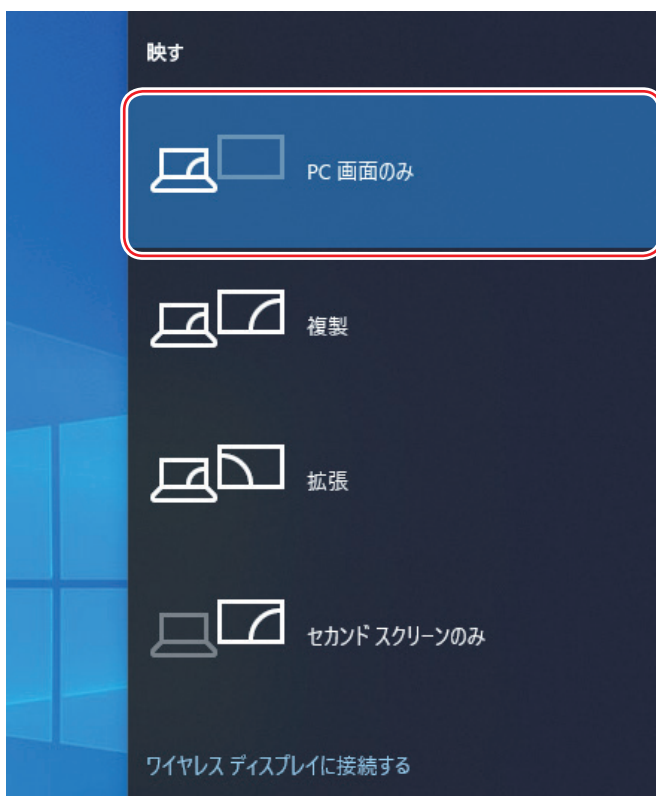 映す
PC 画面のみ
複製
拡張
セカンド スクリーンのみ
ワイヤレス ディスプレイに接続する